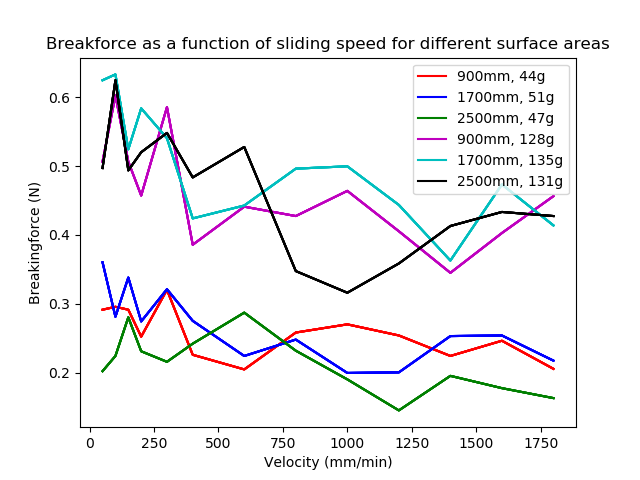 Breakforce as a function of sliding speed for different surface areas
900mm, 44g
1700mm, 51g
2500mm, 47g
900mm, 128g
1700mm, 135g
2500mm, 131g
Breakingforce (N)
0.6
0.5
0.4
0.3
0.2
0 250 500 750 1000 1250 1500 1750
Velocity (mm/min)